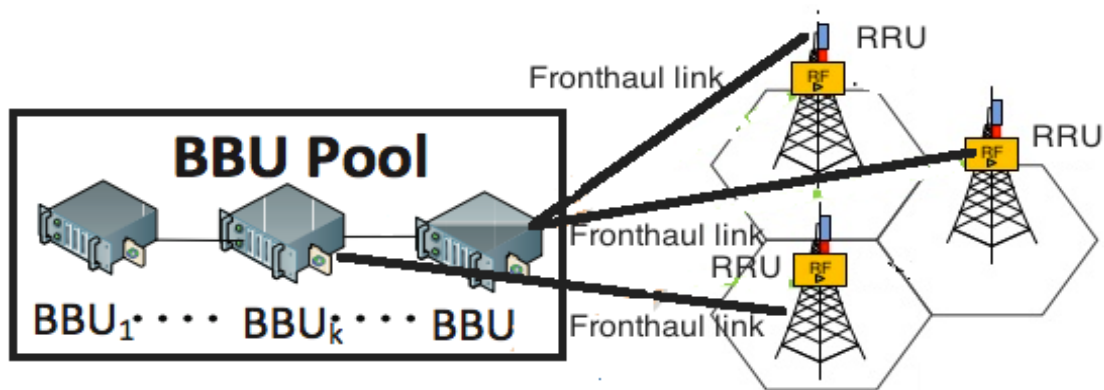 RRU
RF
Fronthaul link
RRU
RF
BBU Pool
Fronthaul link
RRU
RF
BBU₁ .... BBUₖ .... BBU
Fronthaul link